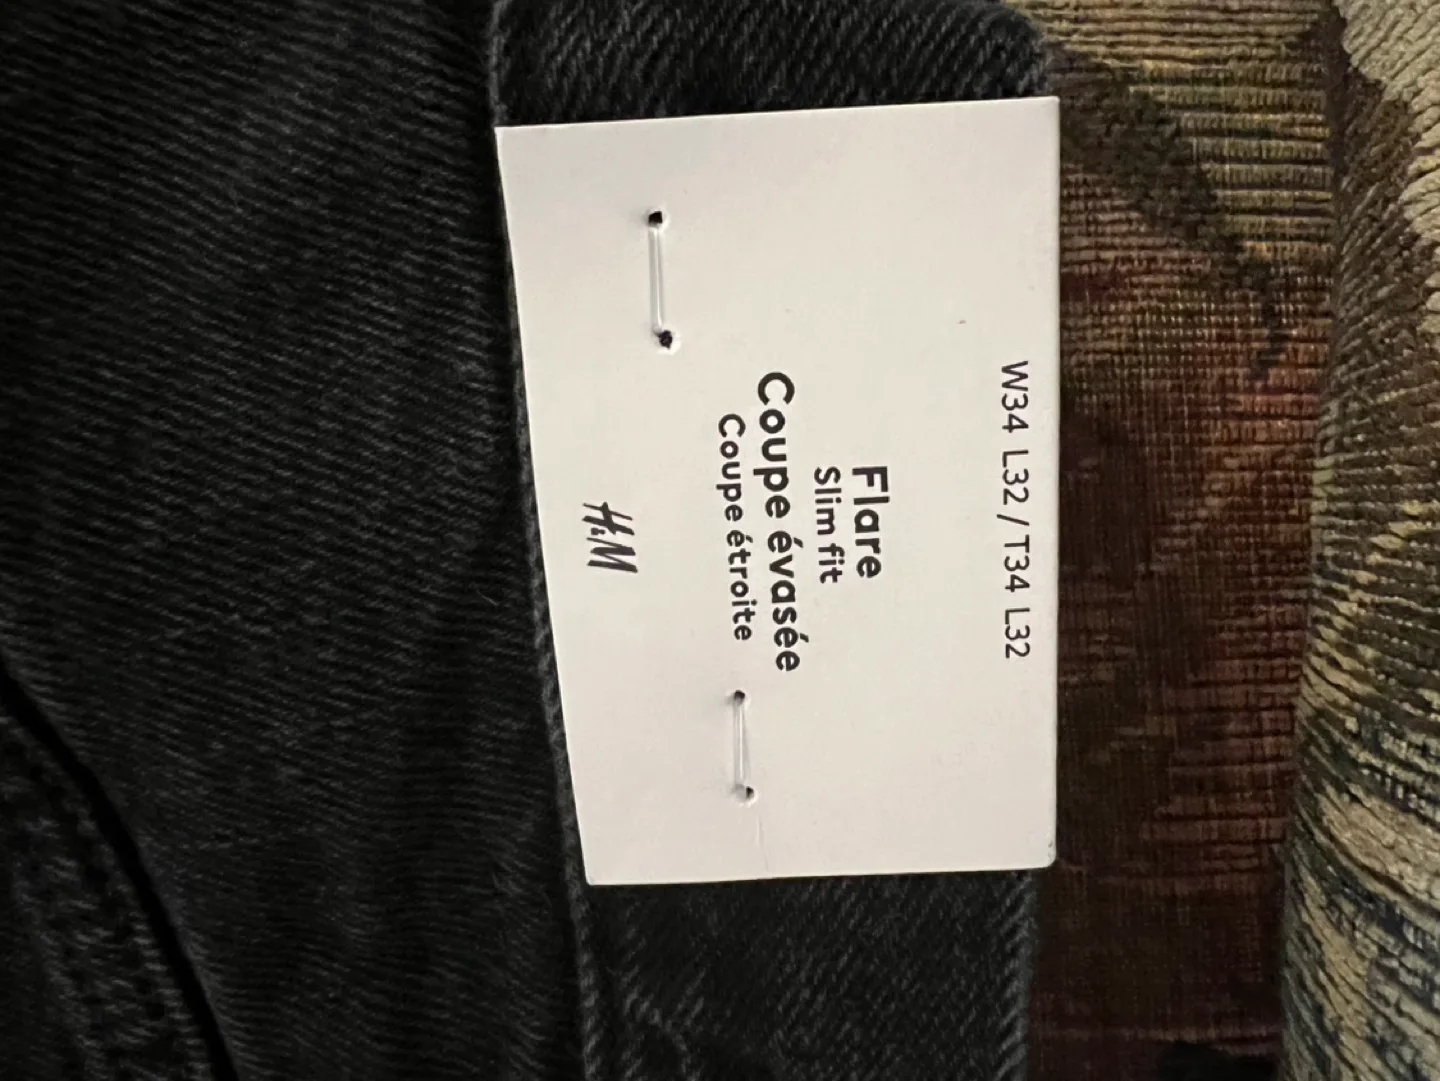 W34 L32 / T34 L32
Flare
Slim fit
Coupe évasée
Coupe étroite
H&M